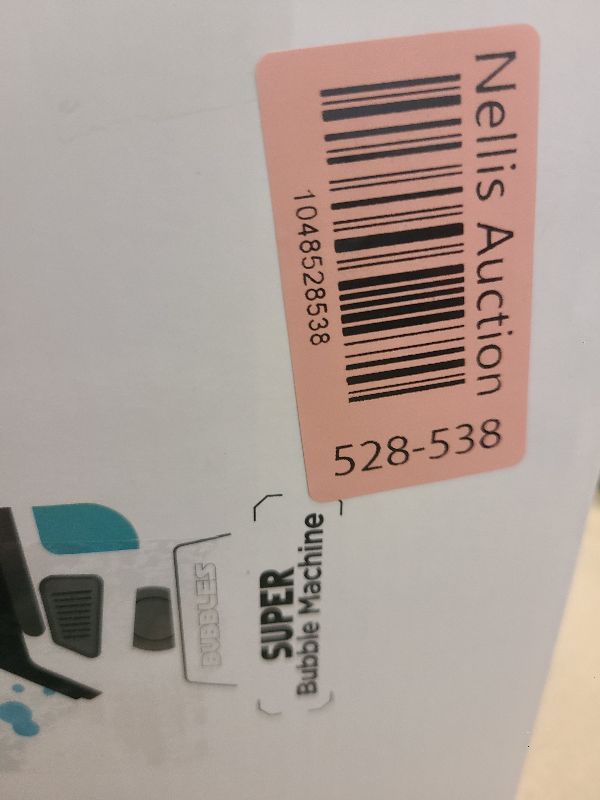 Nellis Auction
1048528538
528-538
SUPER
Bubble Machine
BUBBLES